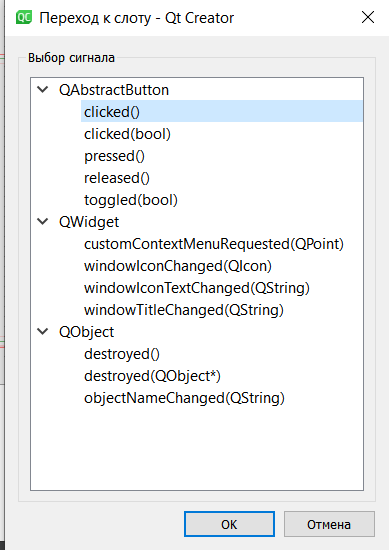 QC Переход к слоту - Qt Creator
Выбор сигнала
QAbstractButton
clicked()
clicked(bool)
pressed()
released()
toggled(bool)
QWidget
customContextMenuRequested(QPoint)
windowIconChanged(QIcon)
windowIconTextChanged(QString)
windowTitleChanged(QString)
QObject
destroyed()
destroyed(QObject*)
objectNameChanged(QString)
OK Отмена